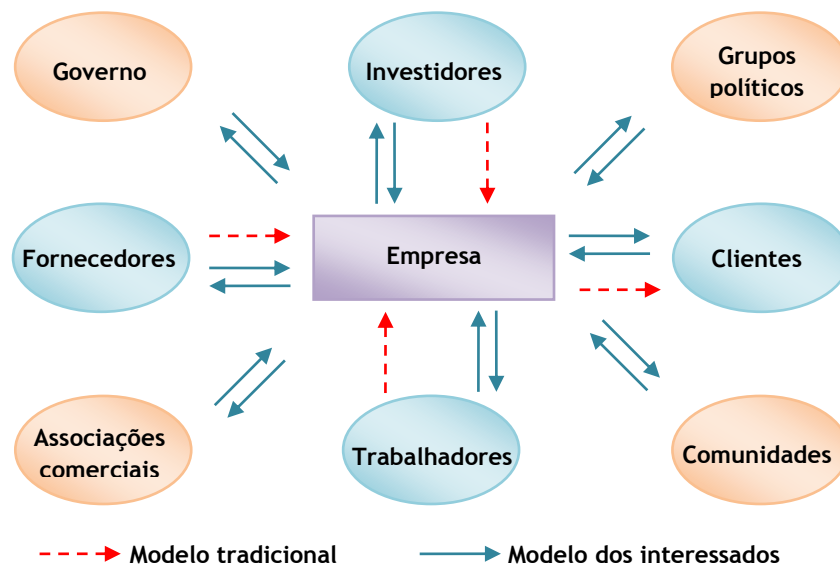 Governo
Investidores
Grupos
políticos
Fornecedores
Empresa
Clientes
Associações
comerciais
Trabalhadores
Comunidades
Modelo tradicional
Modelo dos interessados